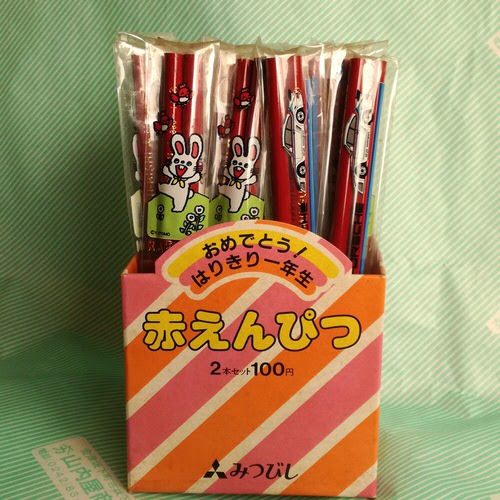 おめでとう!
はりきり一年生
赤えんぴつ
2本セット100円
みつびし